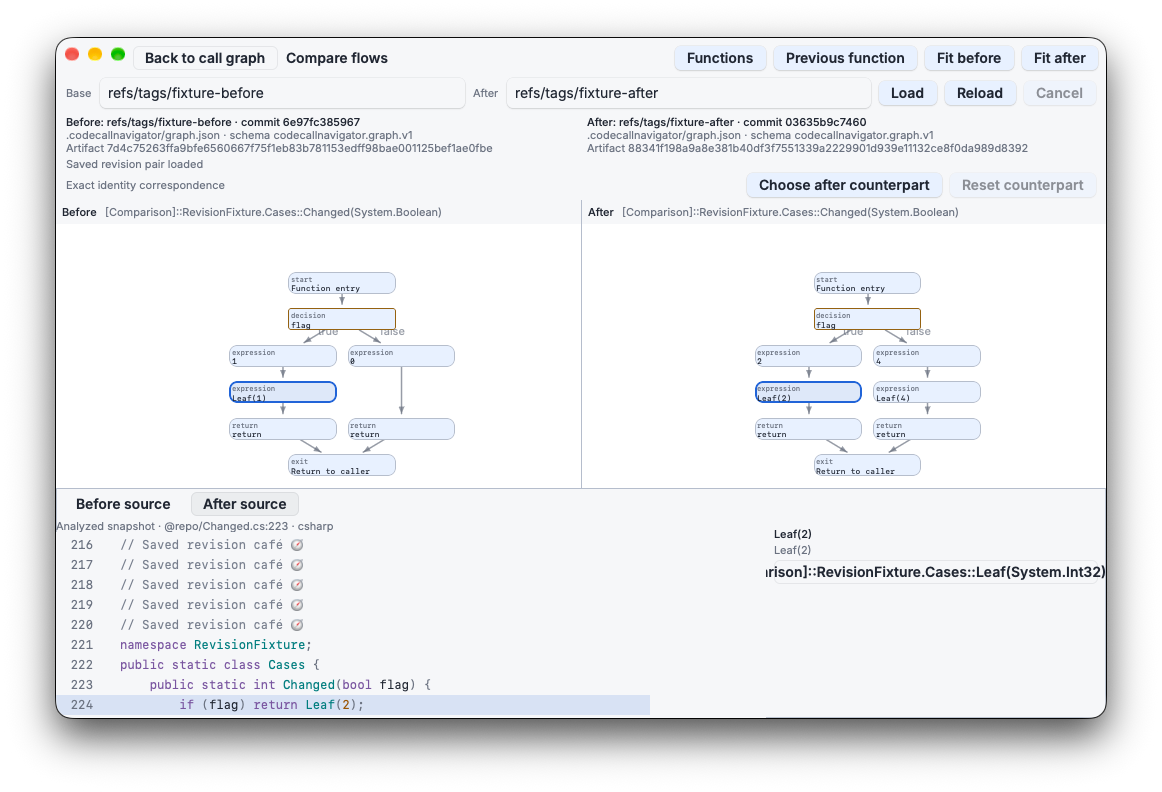 Back to call graph Compare flows Functions Previous function Fit before Fit after
Base refs/tags/fixture-before After refs/tags/fixture-after Load Reload Cancel
Before: refs/tags/fixture-before · commit 6e97fc385967
.codecallnavigator/graph.json · schema codecallnavigator.graph.v1
Artifact 7d4c75263ffa9bfe6560667f75f1eb83b781153edff98bae001125bef1ae0fbe
After: refs/tags/fixture-after · commit 03635b9c7460
.codecallnavigator/graph.json · schema codecallnavigator.graph.v1
Artifact 88341f198a9a8e381b40df3f7551339a2229901d939e11132ce8f0da989d8392
Saved revision pair loaded
Exact identity correspondence Choose after counterpart Reset counterpart
Before [Comparison]::RevisionFixture.Cases::Changed(System.Boolean)
start
Function entry
decision
flag
true false
expression
1
expression
0
expression
Leaf(1)
return
return
return
return
exit
Return to caller
After [Comparison]::RevisionFixture.Cases::Changed(System.Boolean)
start
Function entry
decision
flag
true false
expression
2
expression
4
expression
Leaf(2)
expression
Leaf(4)
return
return
return
return
exit
Return to caller
Before source After source
Analyzed snapshot · @repo/Changed.cs:223 · csharp
216 // Saved revision café 🧭
217 // Saved revision café 🧭
218 // Saved revision café 🧭
219 // Saved revision café 🧭
220 // Saved revision café 🧭
221 namespace RevisionFixture;
222 public static class Cases {
223 public static int Changed(bool flag) {
224 if (flag) return Leaf(2);
Leaf(2)
Leaf(2)
rison]::RevisionFixture.Cases::Leaf(System.Int32)